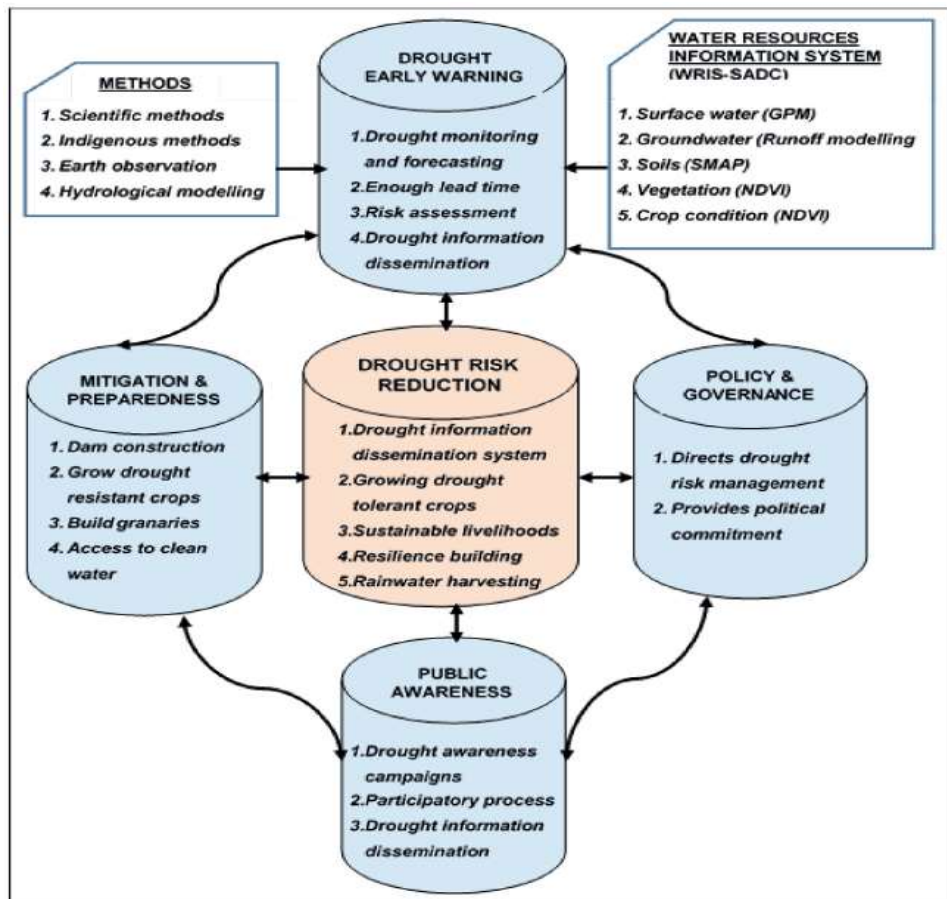 DROUGHT
EARLY WARNING
1.Drought monitoring
and forecasting
2.Enough lead time
3.Risk assessment
4.Drought information
dissemination
METHODS
1. Scientific methods
2. Indigenous methods
3. Earth observation
4. Hydrological modelling
WATER RESOURCES
INFORMATION SYSTEM
(WRIS-SADC)
1. Surface water (GPM)
2. Groundwater (Runoff modelling
3. Soils (SMAP)
4. Vegetation (NDVI)
5. Crop condition (NDVI)
MITIGATION &
PREPAREDNESS
1. Dam construction
2. Grow drought
resistant crops
3. Build granaries
4. Access to clean
water
DROUGHT RISK
REDUCTION
1.Drought information
dissemination system
2.Growing drought
tolerant crops
3.Sustainable livelihoods
4.Resilience building
5.Rainwater harvesting
POLICY &
GOVERNANCE
1. Directs drought
risk management
2. Provides political
commitment
PUBLIC
AWARENESS
1.Drought awareness
campaigns
2.Participatory process
3.Drought information
dissemination